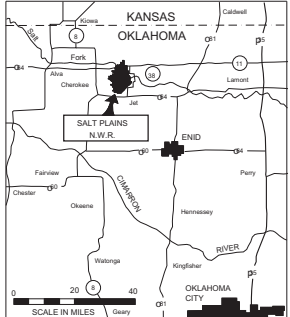 KANSAS
Caldwell
Kiowa
8
OKLAHOMA
81
35
Salt
Fork
11
64
Alva
38
Lamont
Cherokee
Jet
64
SALT PLAINS
N.W.R.
ENID
60
64
Fairview
Perry
Chester
60
CIMARRON
Okeene
Hennessey
RIVER
Watonga
Kingfisher
35
0 20 40
8
OKLAHOMA
CITY
SCALE IN MILES
Geary
81